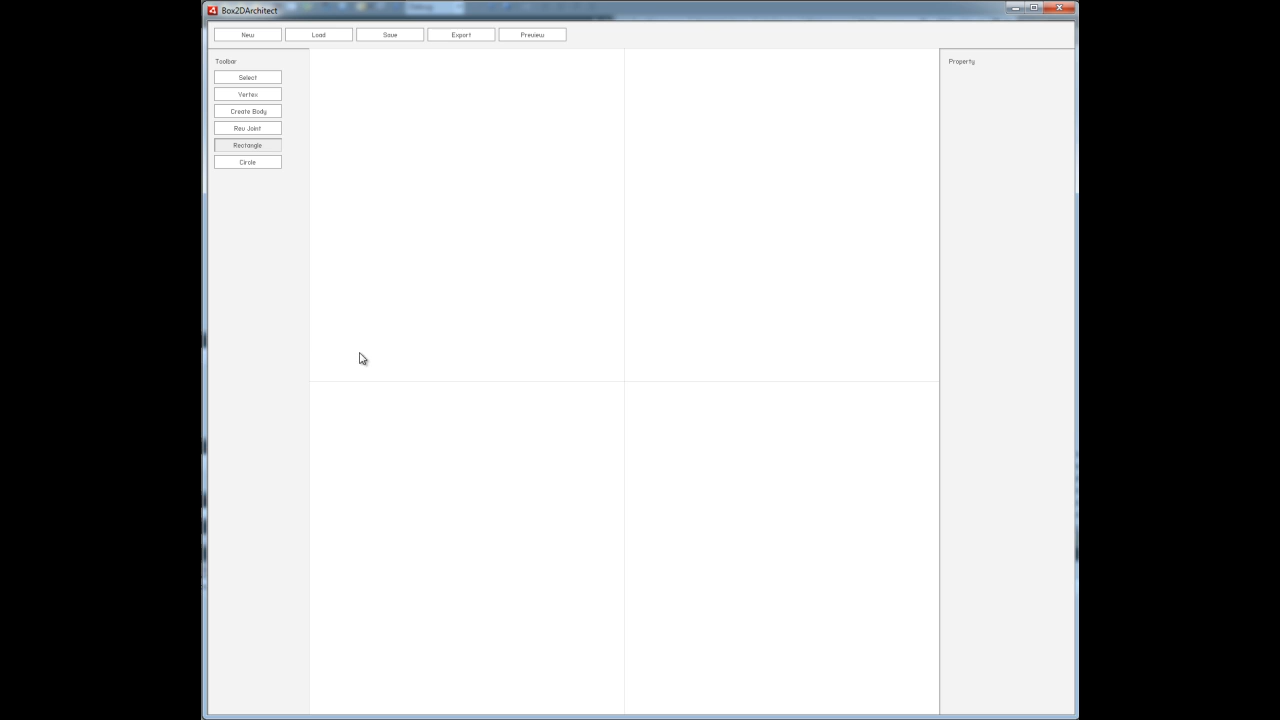 Box2DArchitect
New Load Save Export Preview
Toolbar
Property
Select
Vertex
Create Body
Rev Joint
Rectangle
Circle